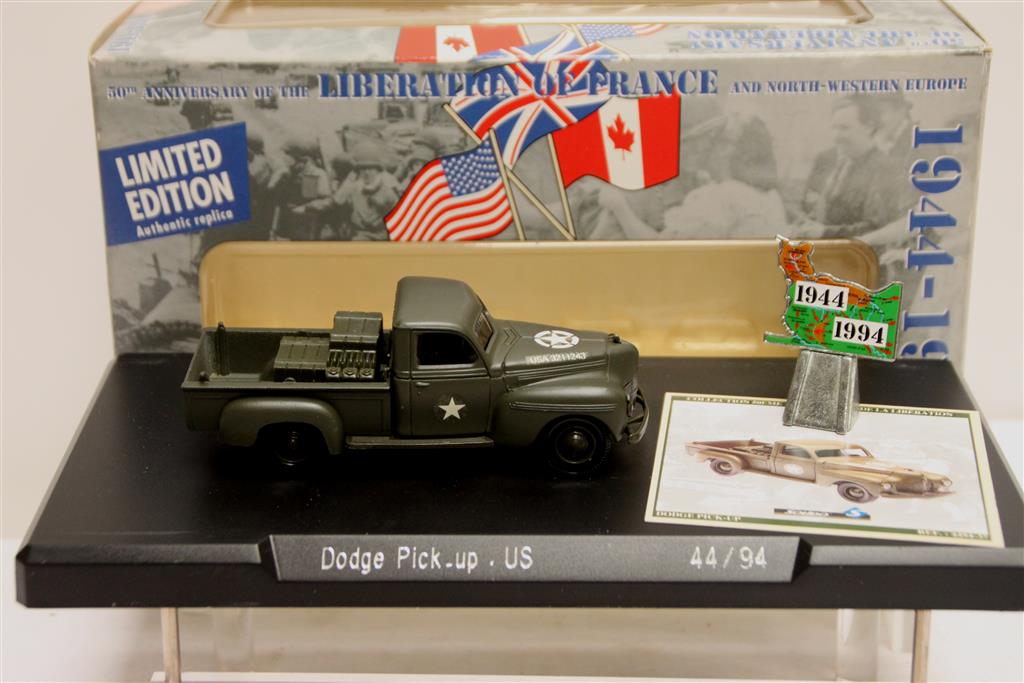 50TH ANNIVERSARY OF THE LIBERATION OF FRANCE AND NORTH-WESTERN EUROPE
LIMITED
EDITION
Authentic replica
1944-19
1944
1994
USA 3211243
DODGE PICK-UP
Dodge Pick-up . US
44/94